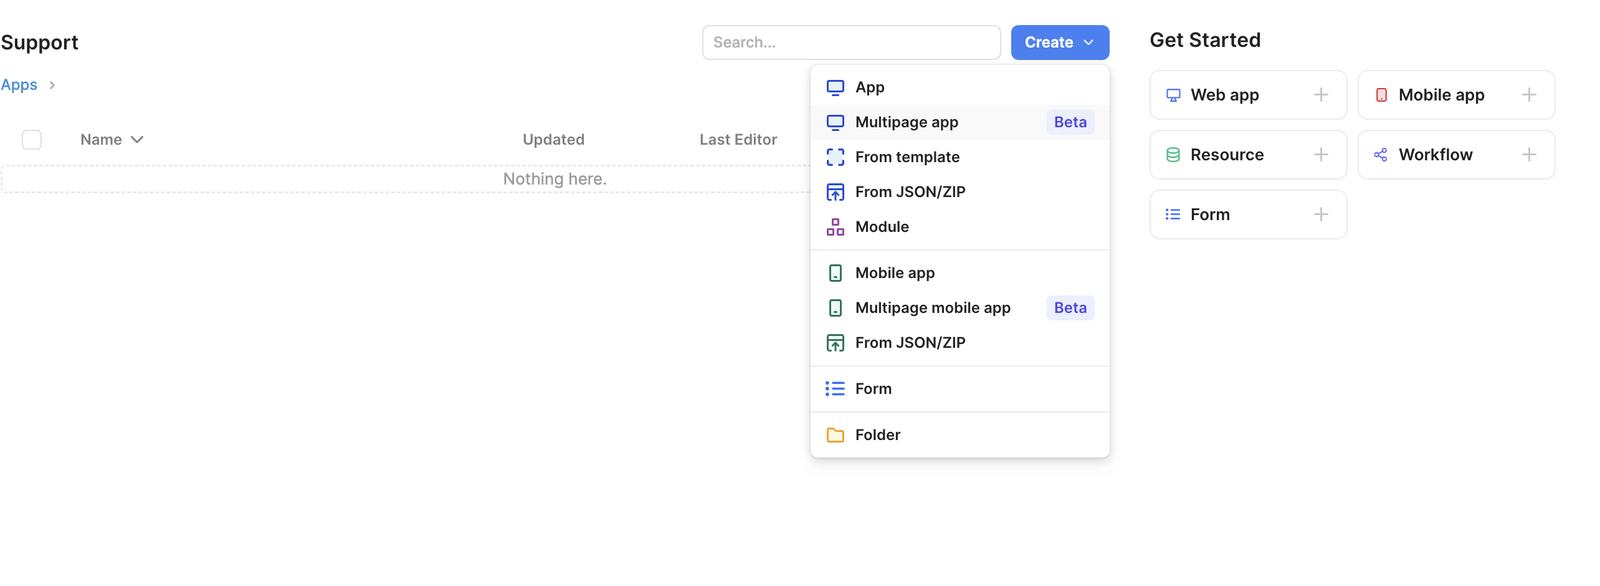 Support
Search...
Create
Get Started
Apps
Name
Updated
Last Editor
Nothing here.
App
Multipage app Beta
From template
From JSON/ZIP
Module
Mobile app
Multipage mobile app Beta
From JSON/ZIP
Form
Folder
Web app
Mobile app
Resource
Workflow
Form